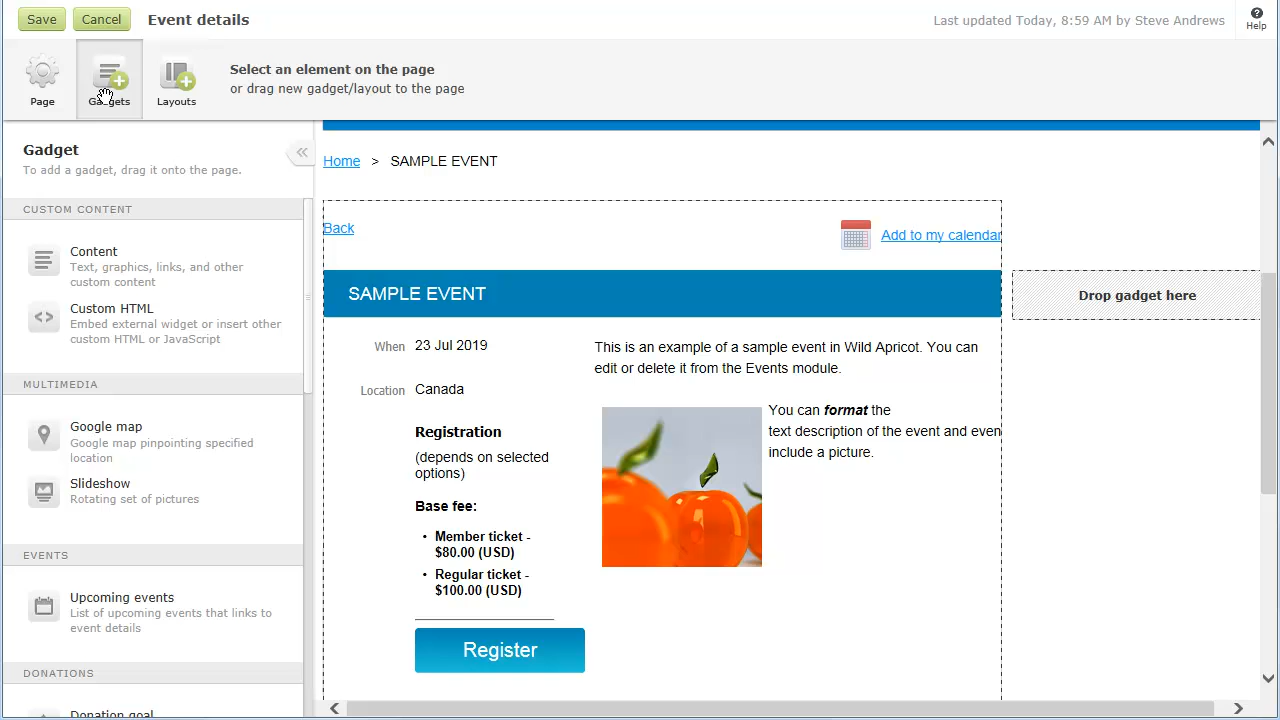 Save
Cancel
Event details
Last updated Today, 8:59 AM by Steve Andrews
Help
Page
Gadgets
Layouts
Select an element on the page
or drag new gadget/layout to the page
Gadget
To add a gadget, drag it onto the page.
CUSTOM CONTENT
Content
Text, graphics, links, and other
custom content
Custom HTML
Embed external widget or insert other
custom HTML or JavaScript
MULTIMEDIA
Google map
Google map pinpointing specified
location
Slideshow
Rotating set of pictures
EVENTS
Upcoming events
List of upcoming events that links to
event details
DONATIONS
Donation goal
Home > SAMPLE EVENT
Back
Add to my calendar
SAMPLE EVENT
Drop gadget here
When 23 Jul 2019
Location Canada
Registration
(depends on selected
options)
Base fee:
• Member ticket -
$80.00 (USD)
• Regular ticket -
$100.00 (USD)
Register
This is an example of a sample event in Wild Apricot. You can
edit or delete it from the Events module.
You can format the
text description of the event and even
include a picture.